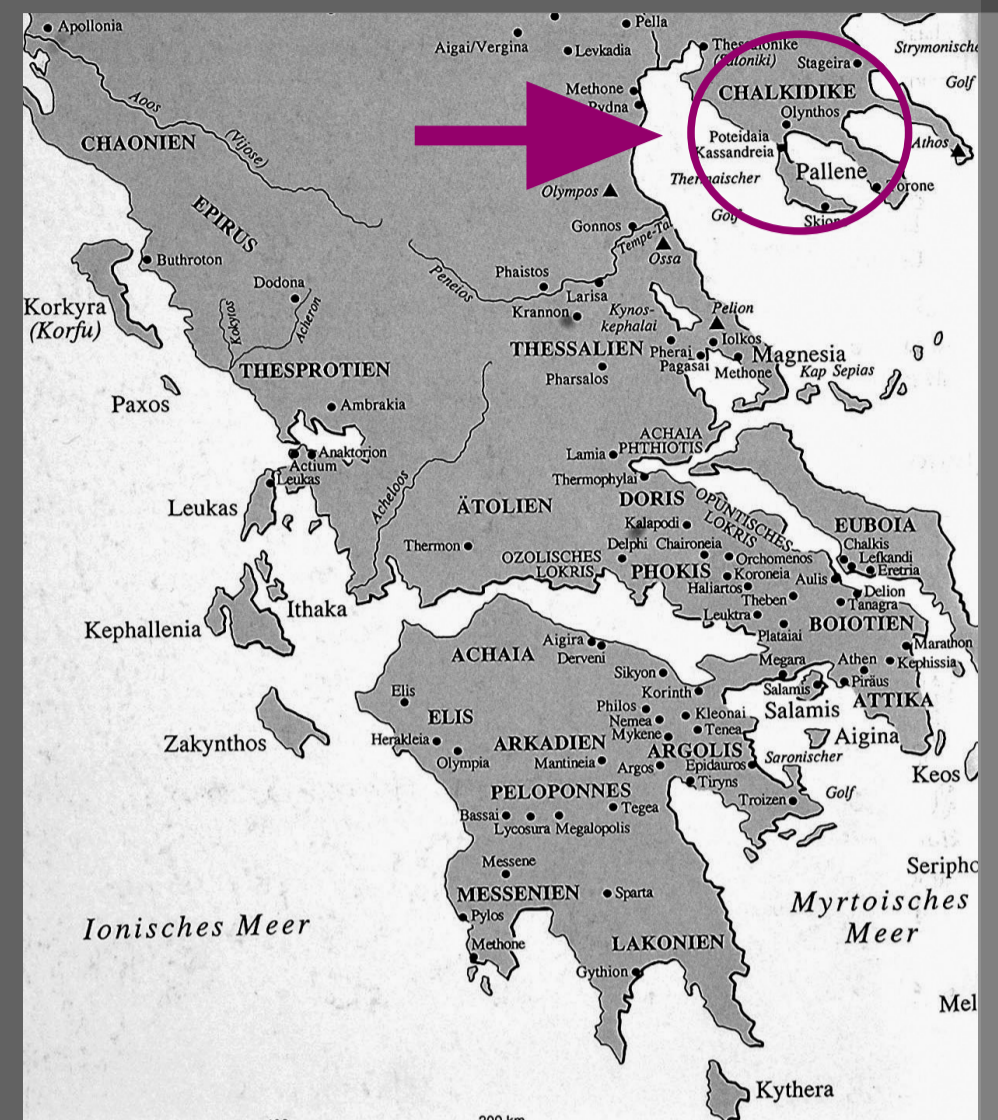 Apollonia
Pella
Aigai/Vergina
Levkadia
Thessalonike
(Saloniki)
Stageira
Strymonische
Golf
Methone
Pydna
CHALKIDIKE
Olynthos
Aoos
(Vijose)
CHAONIEN
Poteidaia
Kassandreia
Athos
Pallene
Thermaischer
Golf
Torone
Skione
Olympos
EPIRUS
Gonnos
Tempe-Tal
Ossa
Buthroton
Peneios
Phaistos
Dodona
Larisa
Korkyra
(Korfu)
Kokytos
Acheron
Krannon
Kynos-
kephalai
Pelion
THESSALIEN
Pherai
Iolkos
Pagasai
Magnesia
Methone
Kap Sepias
THESPROTIEN
Pharsalos
Paxos
Ambrakia
ACHAIA
PHTHIOTIS
Lamia
Anaktorion
Actium
Leukas
Leukas
Acheloos
Thermophylai
ÄTOLIEN
DORIS
OPUNTISCHES
LOKRIS
EUBOIA
Kalapodi
Chalkis
Lefkandi
Eretria
Thermon
OZOLISCHES
LOKRIS
Delphi
Chaironeia
Orchomenos
PHOKIS
Koroneia
Aulis
Haliartos
Theben
Delion
Tanagra
Leuktra
Plataiai
BOIOTIEN
Ithaka
Kephallenia
Marathon
ACHAIA
Aigira
Derveni
Megara
Athen
Kephissia
Sikyon
Salamis
Piräus
Korinth
Salamis
ATTIKA
Elis
ELIS
Philos
Kleonai
Nemea
Tenea
Mykene
Aigina
Zakynthos
Herakleia
Olympia
ARKADIEN
Mantineia
ARGOLIS
Argos
Epidauros
Saronischer
Golf
Keos
Tiryns
PELOPONNES
Troizen
Tegea
Bassai
Lycosura
Megalopolis
Messene
MESSENIEN
Sparta
Seripho
Pylos
Ionisches Meer
Myrtoisches
Meer
Methone
LAKONIEN
Gythion
Mel
Kythera
200 km